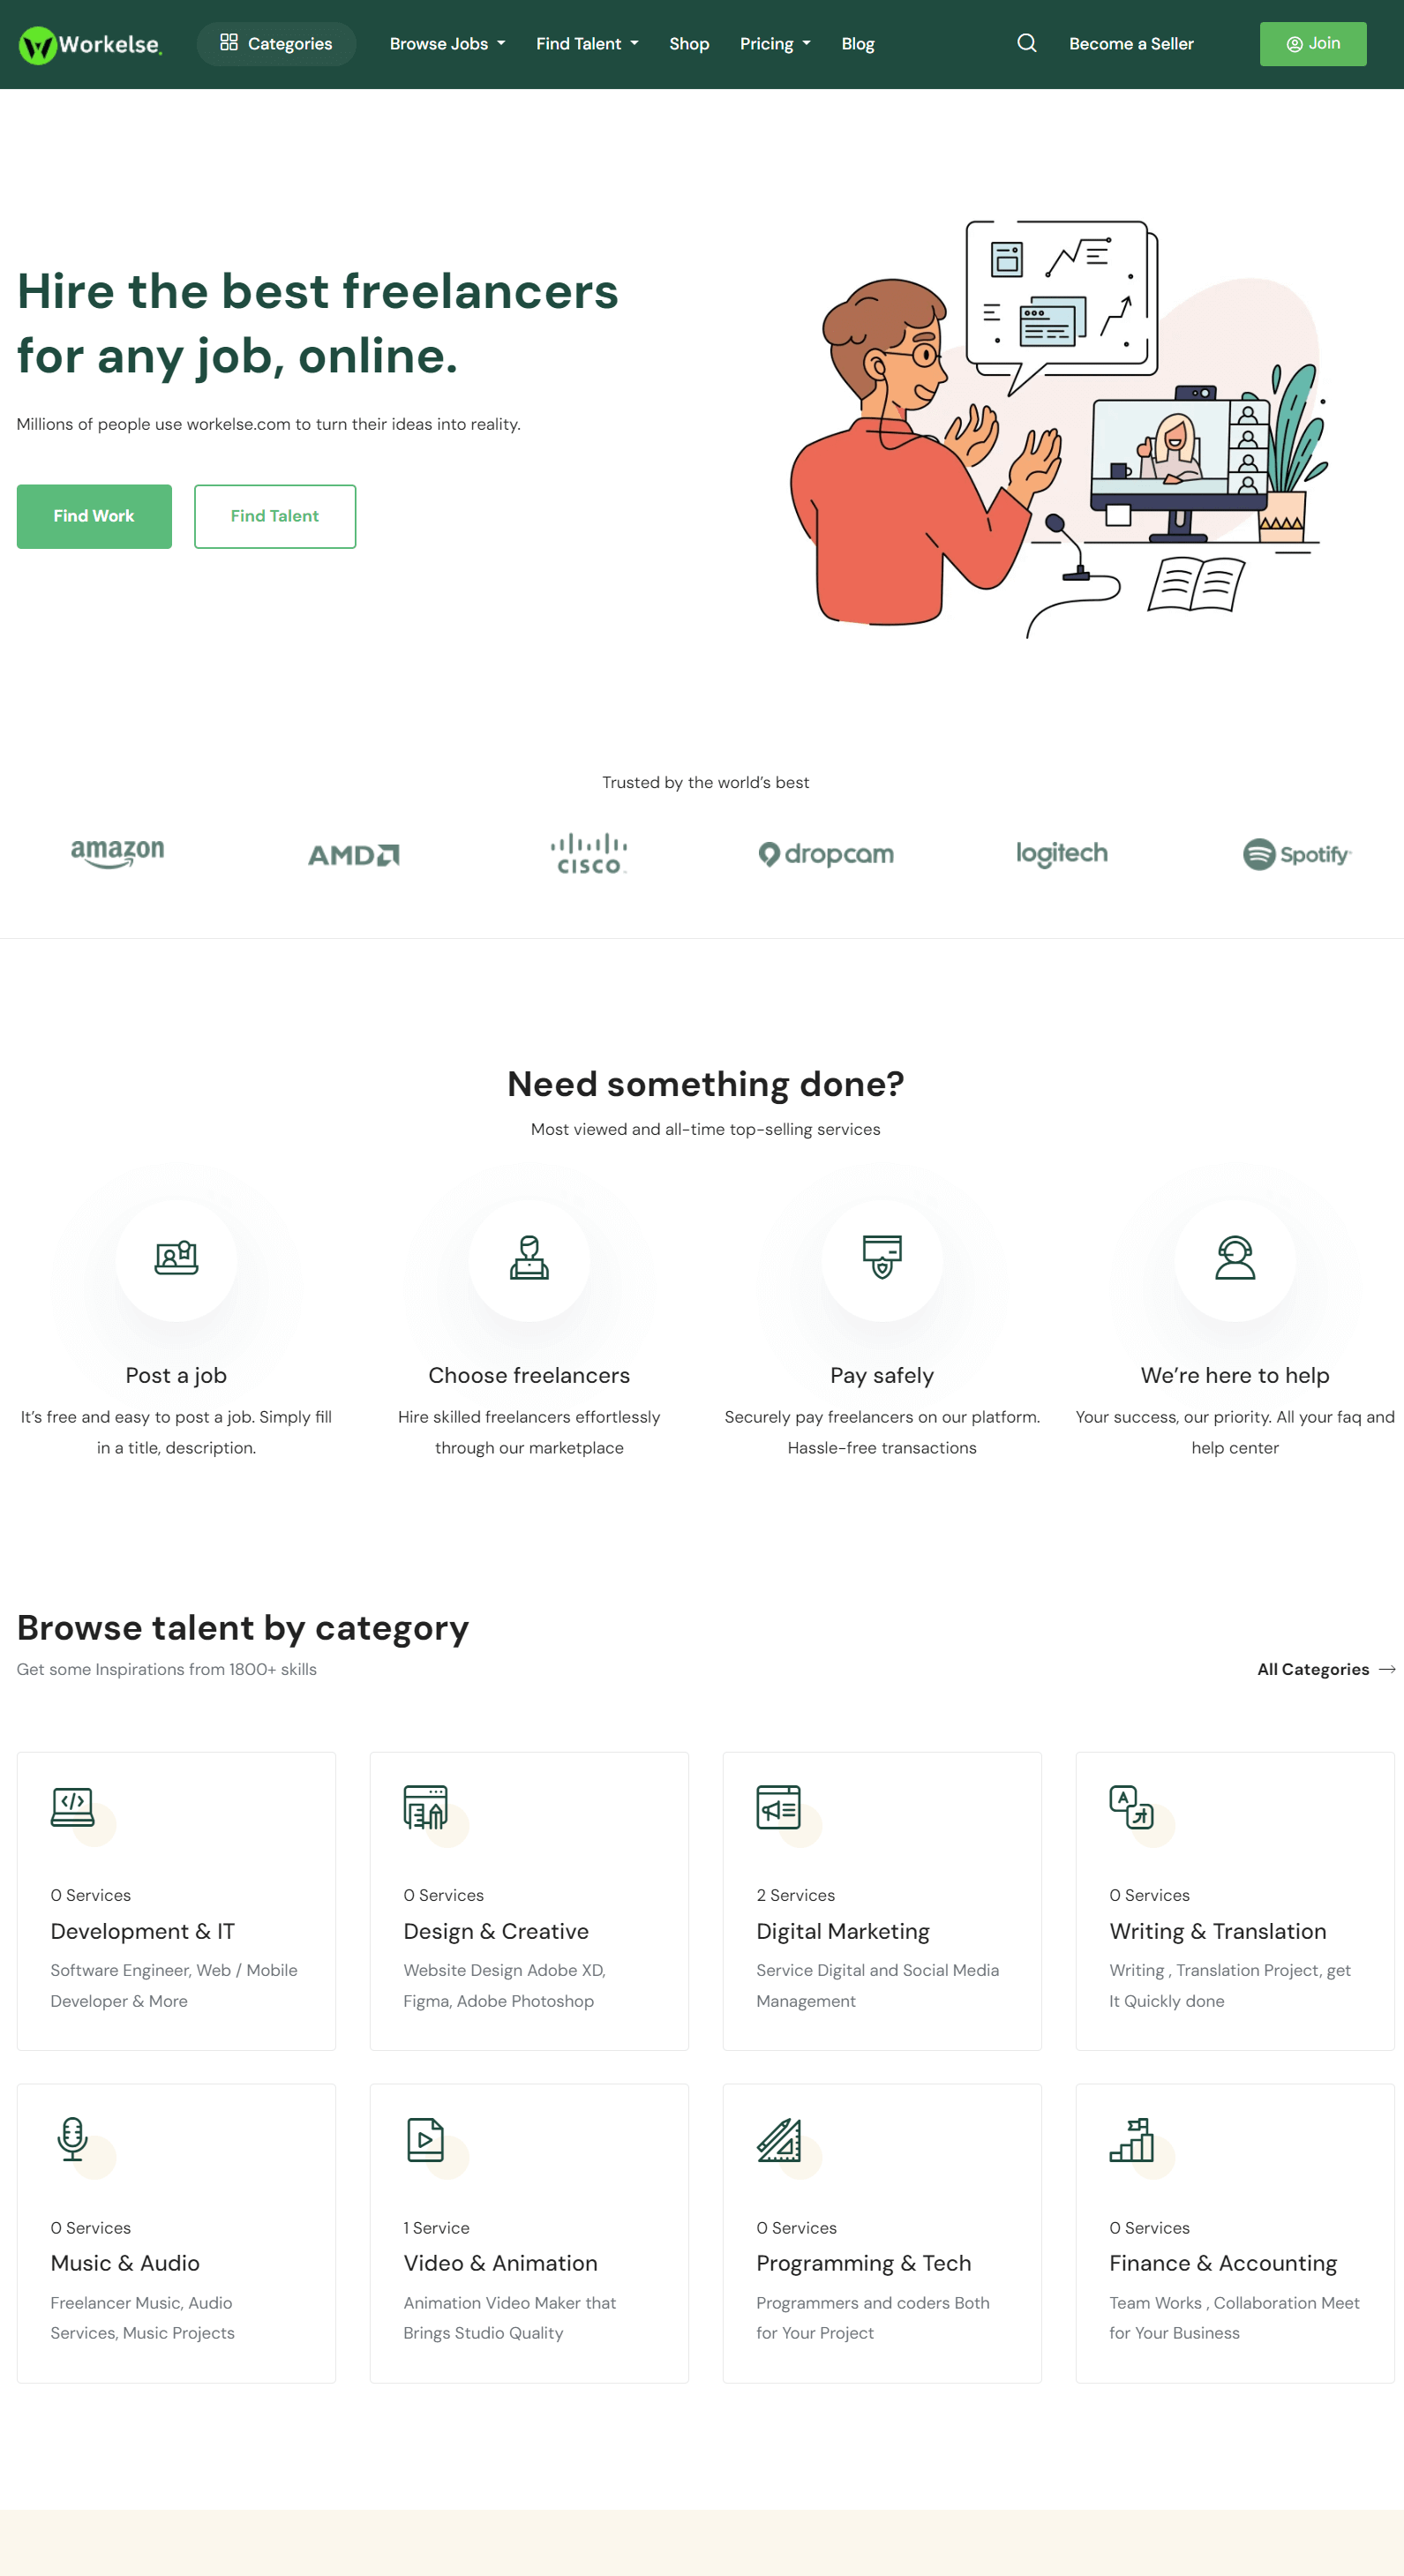 Workelse.
Categories
Browse Jobs
Find Talent
Shop
Pricing
Blog
Become a Seller
Join
Hire the best freelancers
for any job, online.
Millions of people use workelse.com to turn their ideas into reality.
Find Work
Find Talent
Trusted by the world's best
amazon
AMD
CISCO
dropcam
logitech
Spotify
Need something done?
Most viewed and all-time top-selling services
Post a job
It's free and easy to post a job. Simply fill
in a title, description.
Choose freelancers
Hire skilled freelancers effortlessly
through our marketplace
Pay safely
Securely pay freelancers on our platform.
Hassle-free transactions
We're here to help
Your success, our priority. All your faq and
help center
Browse talent by category
Get some Inspirations from 1800+ skills
All Categories
0 Services
Development & IT
Software Engineer, Web / Mobile
Developer & More
0 Services
Design & Creative
Website Design Adobe XD,
Figma, Adobe Photoshop
2 Services
Digital Marketing
Service Digital and Social Media
Management
0 Services
Writing & Translation
Writing , Translation Project, get
It Quickly done
0 Services
Music & Audio
Freelancer Music, Audio
Services, Music Projects
1 Service
Video & Animation
Animation Video Maker that
Brings Studio Quality
0 Services
Programming & Tech
Programmers and coders Both
for Your Project
0 Services
Finance & Accounting
Team Works , Collaboration Meet
for Your Business